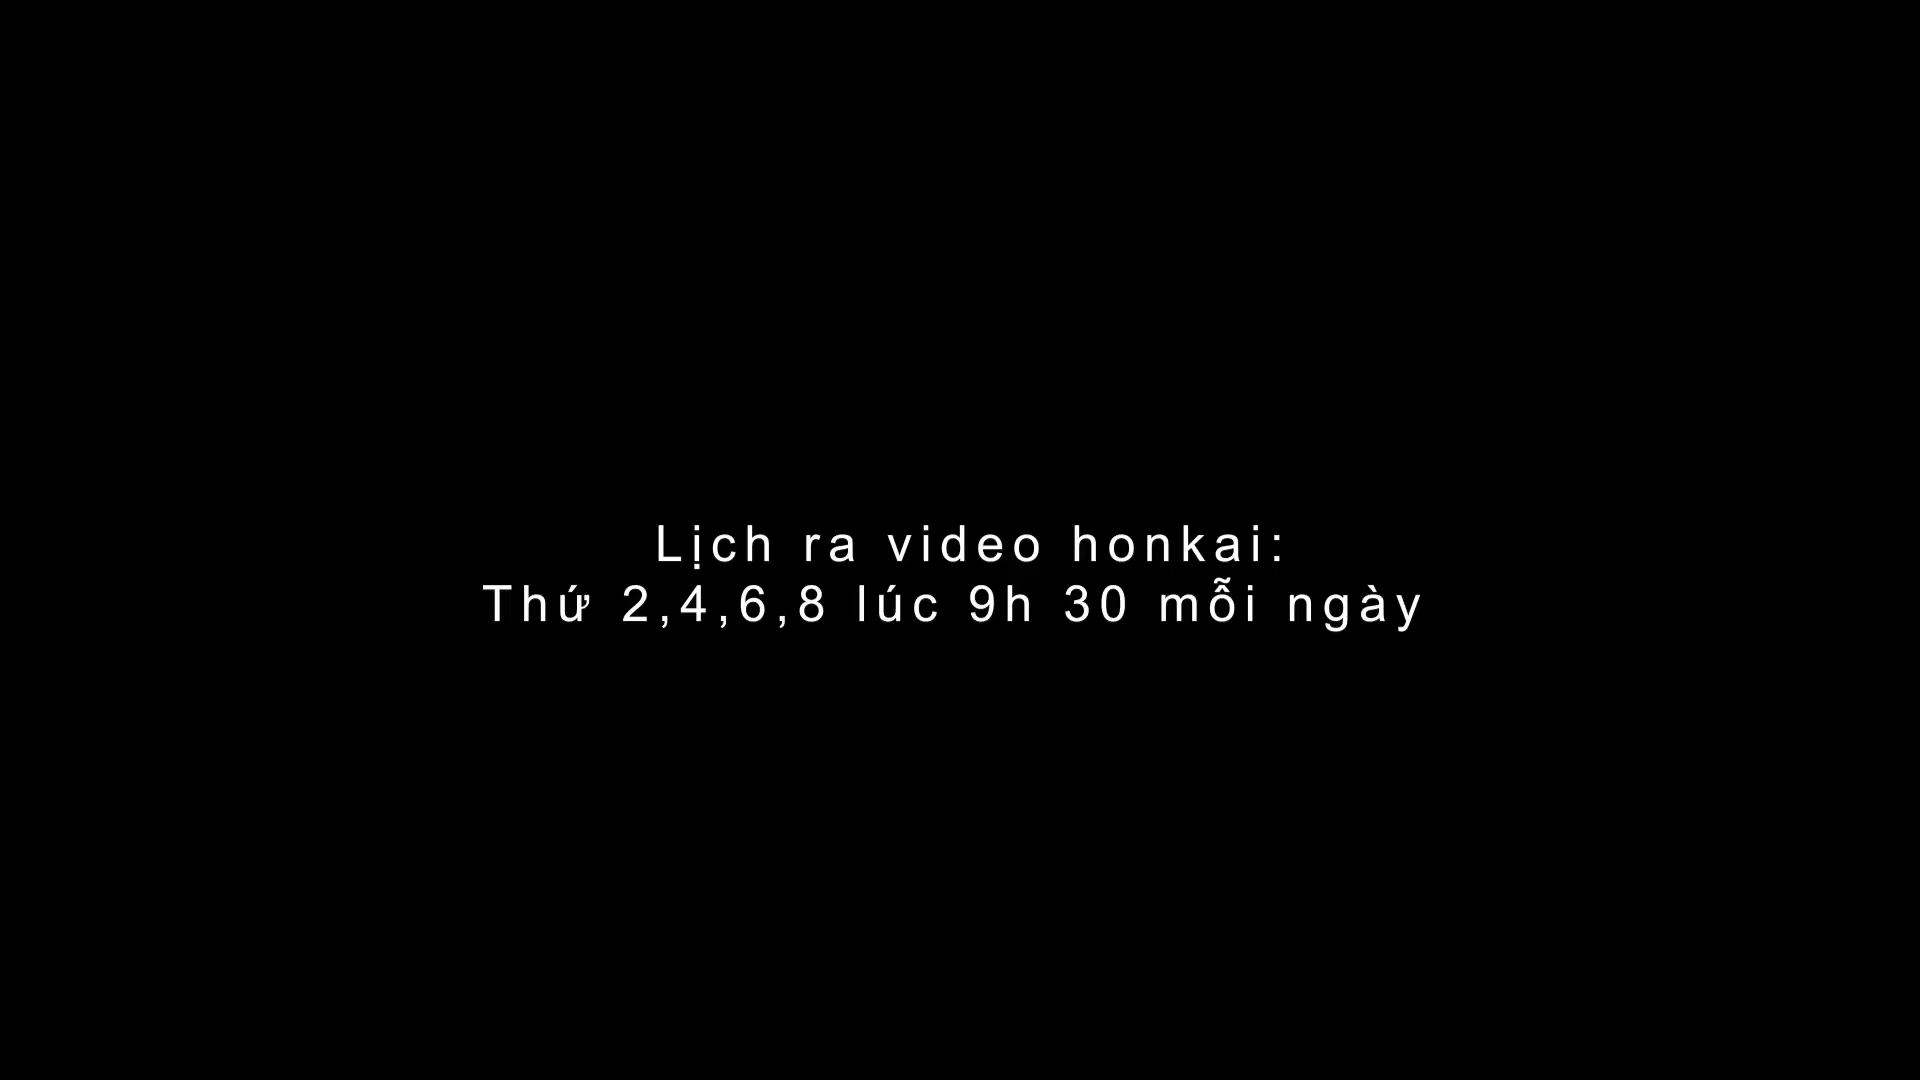 Lịch ra video honkai:
Thứ 2,4,6,8 lúc 9h 30 mỗi ngày